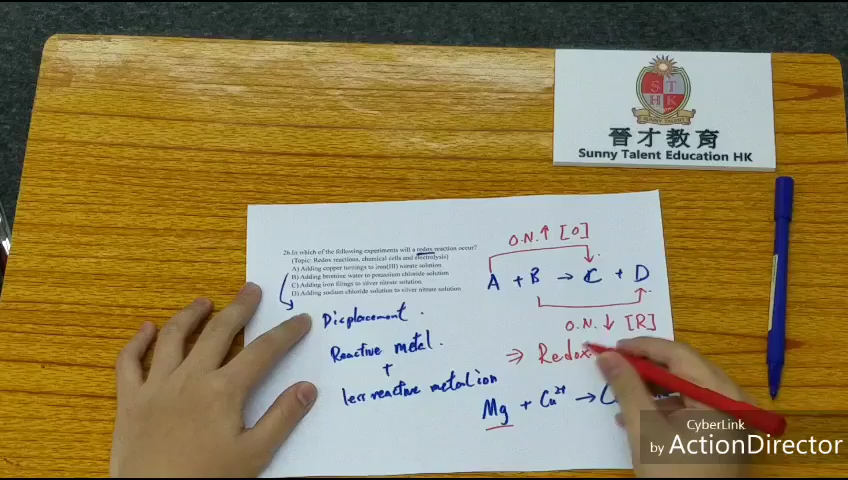 S T
H K
SUNNY TALENT
晉才教育
Sunny Talent Education HK
26.In which of the following experiments will a redox reaction occur?
(Topic: Redox reactions, chemical cells and electrolysis)
A) Adding copper turnings to iron(II) nitrate solution
B) Adding bromine water to potassium chloride solution
C) Adding iron filings to silver nitrate solution
D) Adding sodium chloride solution to silver nitrate solution
Displacement.
Reactive metal.
+
less reactive metal ion
O.N.↑ [O]
A + B → C + D
O.N. ↓ [R]
⇒ Redox
Mg + Cu²⁺ → C
CyberLink
by ActionDirector